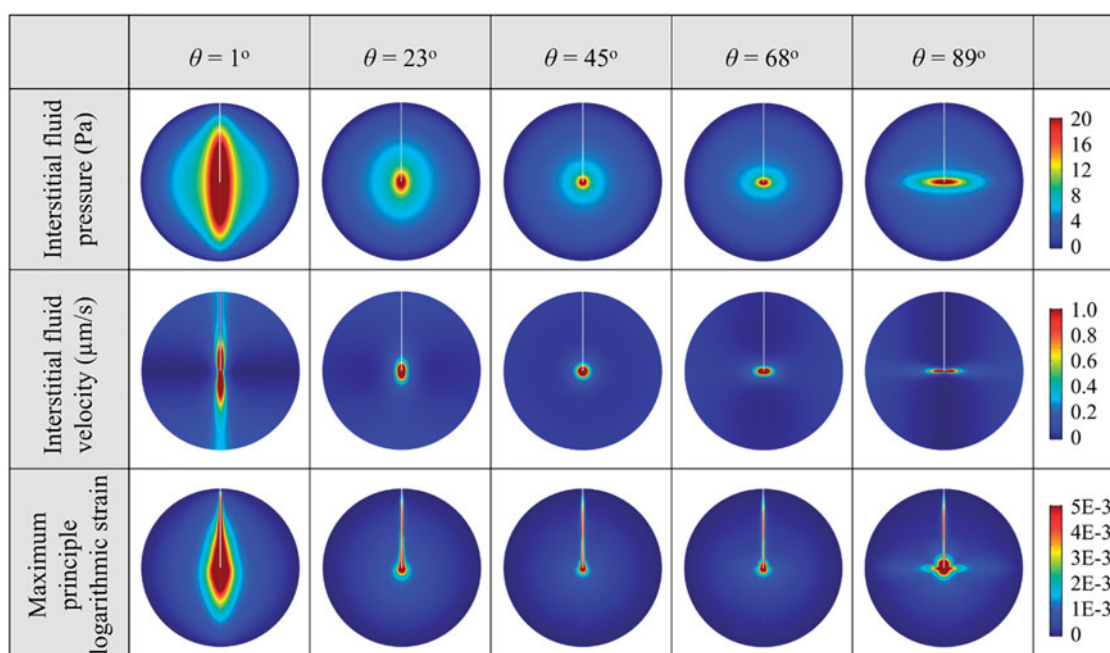 θ = 1°
θ = 23°
θ = 45°
θ = 68°
θ = 89°
Interstitial fluid
pressure (Pa)
20
16
12
8
4
0
Interstitial fluid
velocity (μm/s)
1.0
0.8
0.6
0.4
0.2
0
Maximum
principle
logarithmic strain
5E-3
4E-3
3E-3
2E-3
1E-3
0